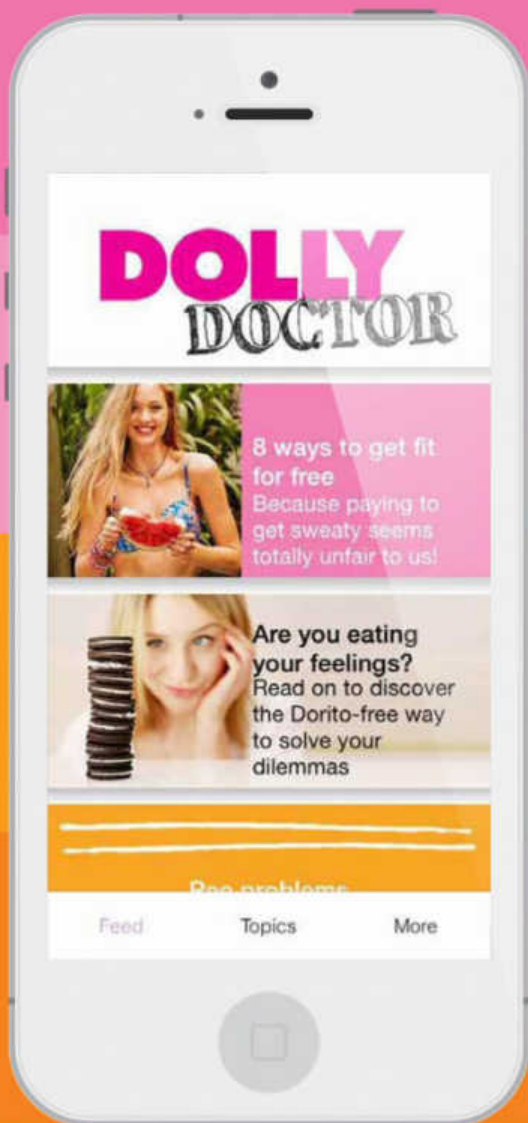 DOLLY
DOCTOR
8 ways to get fit
for free
Because paying to
get sweaty seems
totally unfair to us!
Are you eating
your feelings?
Read on to discover
the Dorito-free way
to solve your
dilemmas
Pee problems
Feed Topics More